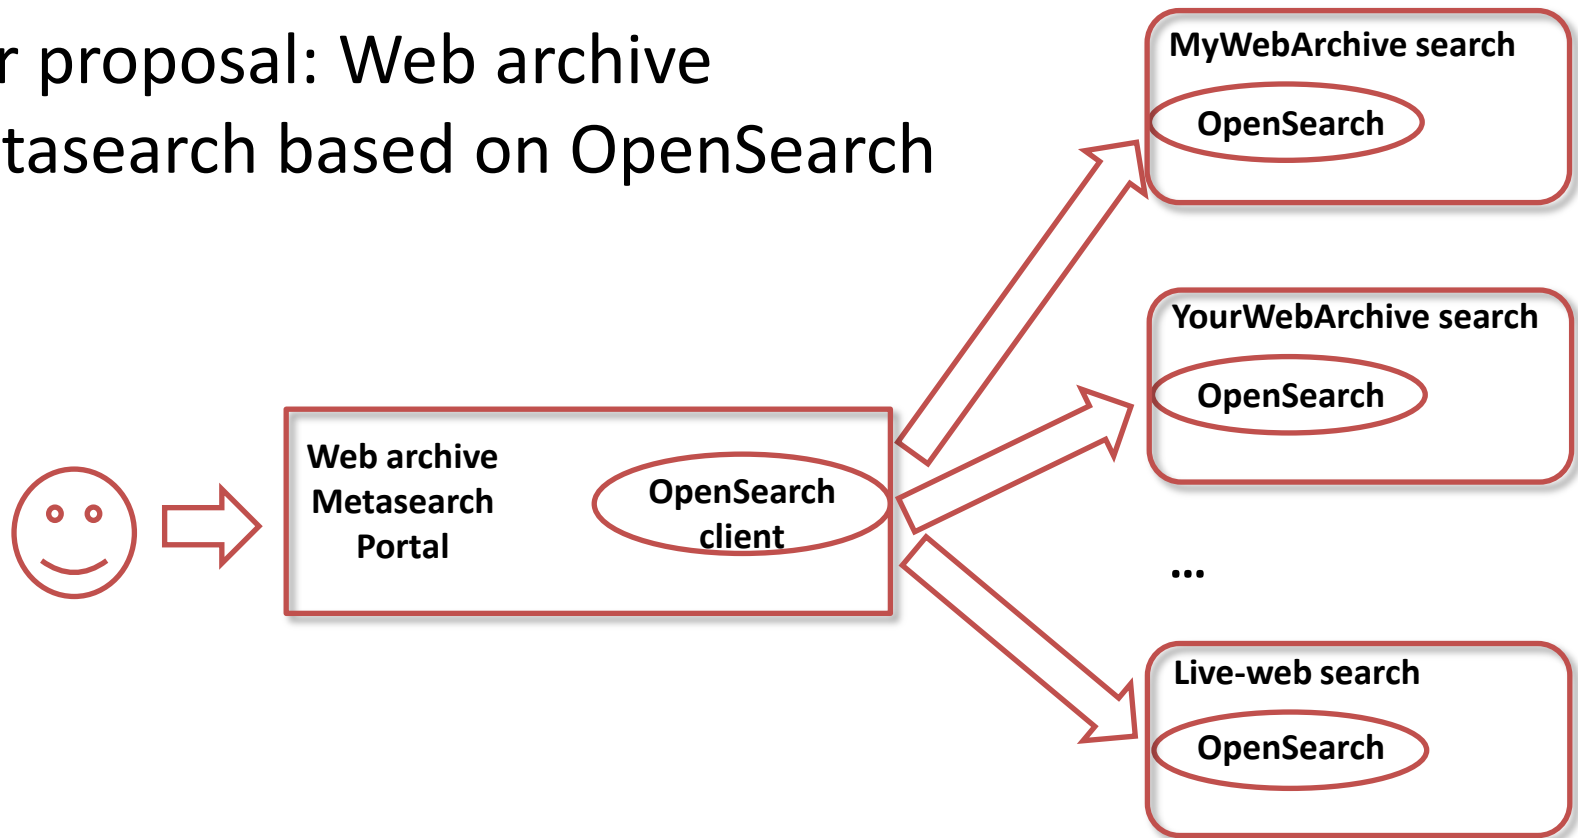 r proposal: Web archive
tasearch based on OpenSearch
MyWebArchive search
OpenSearch
YourWebArchive search
OpenSearch
Web archive
Metasearch
Portal
OpenSearch
client
...
Live-web search
OpenSearch